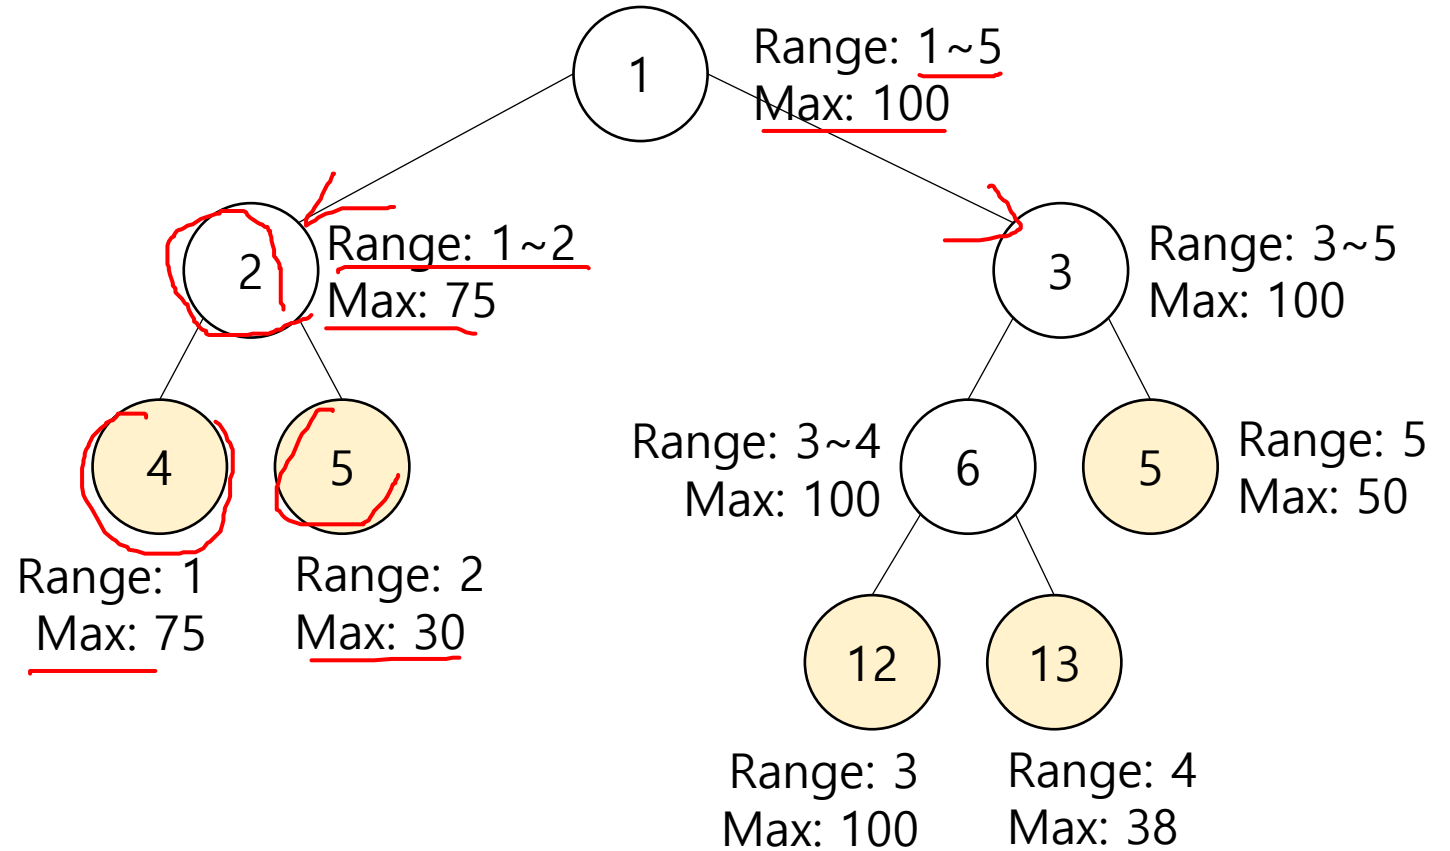 1
Range: 1~5
Max: 100
2
Range: 1~2
Max: 75
3
Range: 3~5
Max: 100
4
Range: 1
Max: 75
5
Range: 2
Max: 30
Range: 3~4
Max: 100
6
5
Range: 5
Max: 50
12
Range: 3
Max: 100
13
Range: 4
Max: 38